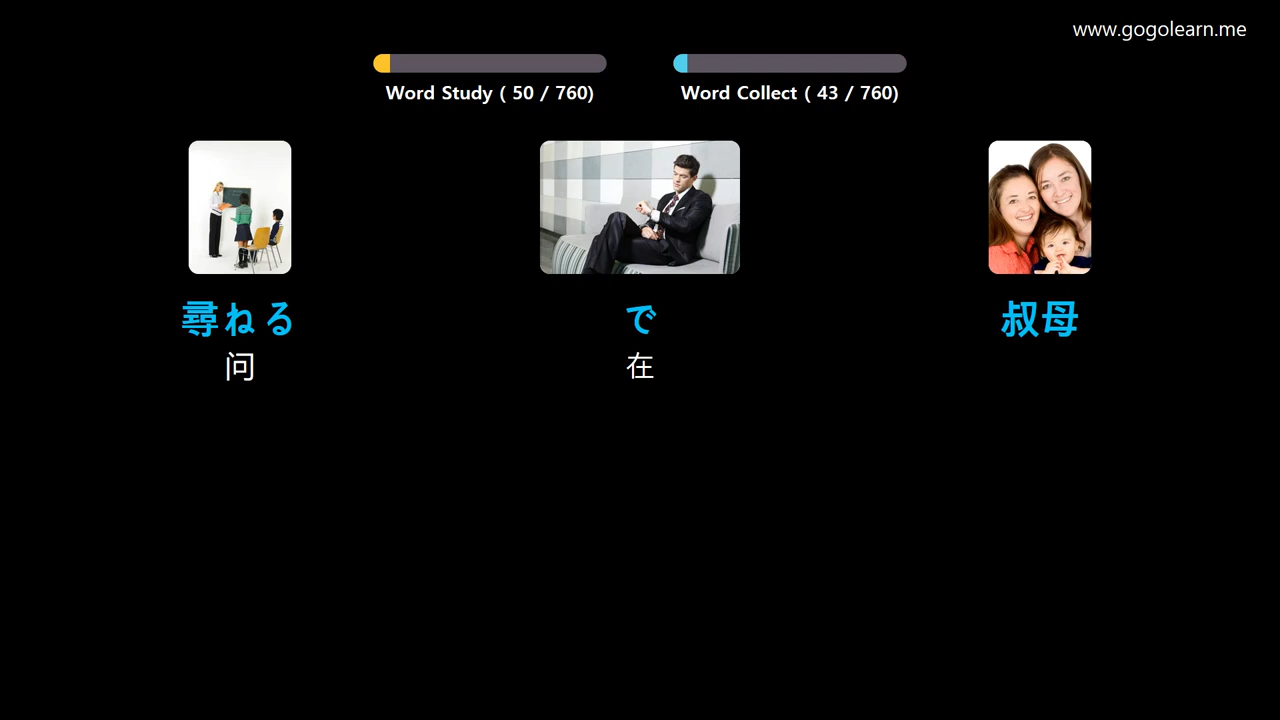 www.gogolearn.me
Word Study ( 50 / 760)
Word Collect ( 43 / 760)
尋ねる
で
叔母
问
在